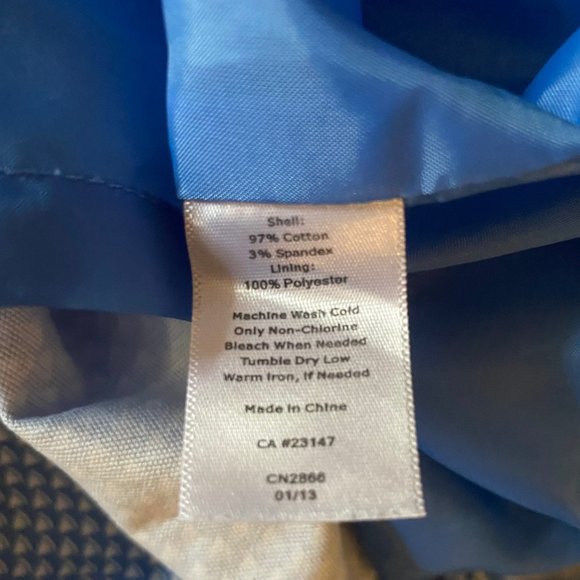 Shell:
97% Cotton
3% Spandex
Lining:
100% Polyester
Machine Wash Cold
Only Non-Chlorine
Bleach When Needed
Tumble Dry Low
Warm Iron, If Needed
Made in China
CA #23147
CN2866
01/13